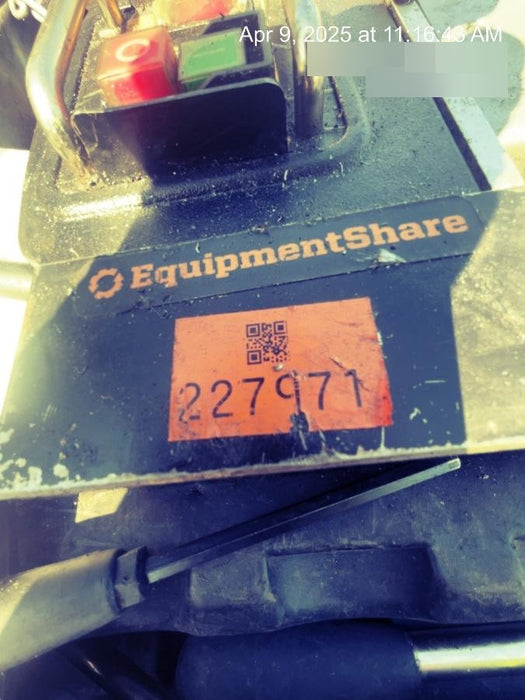 Apr 9, 2025 at 11:16:43 AM
EquipmentShare
227971